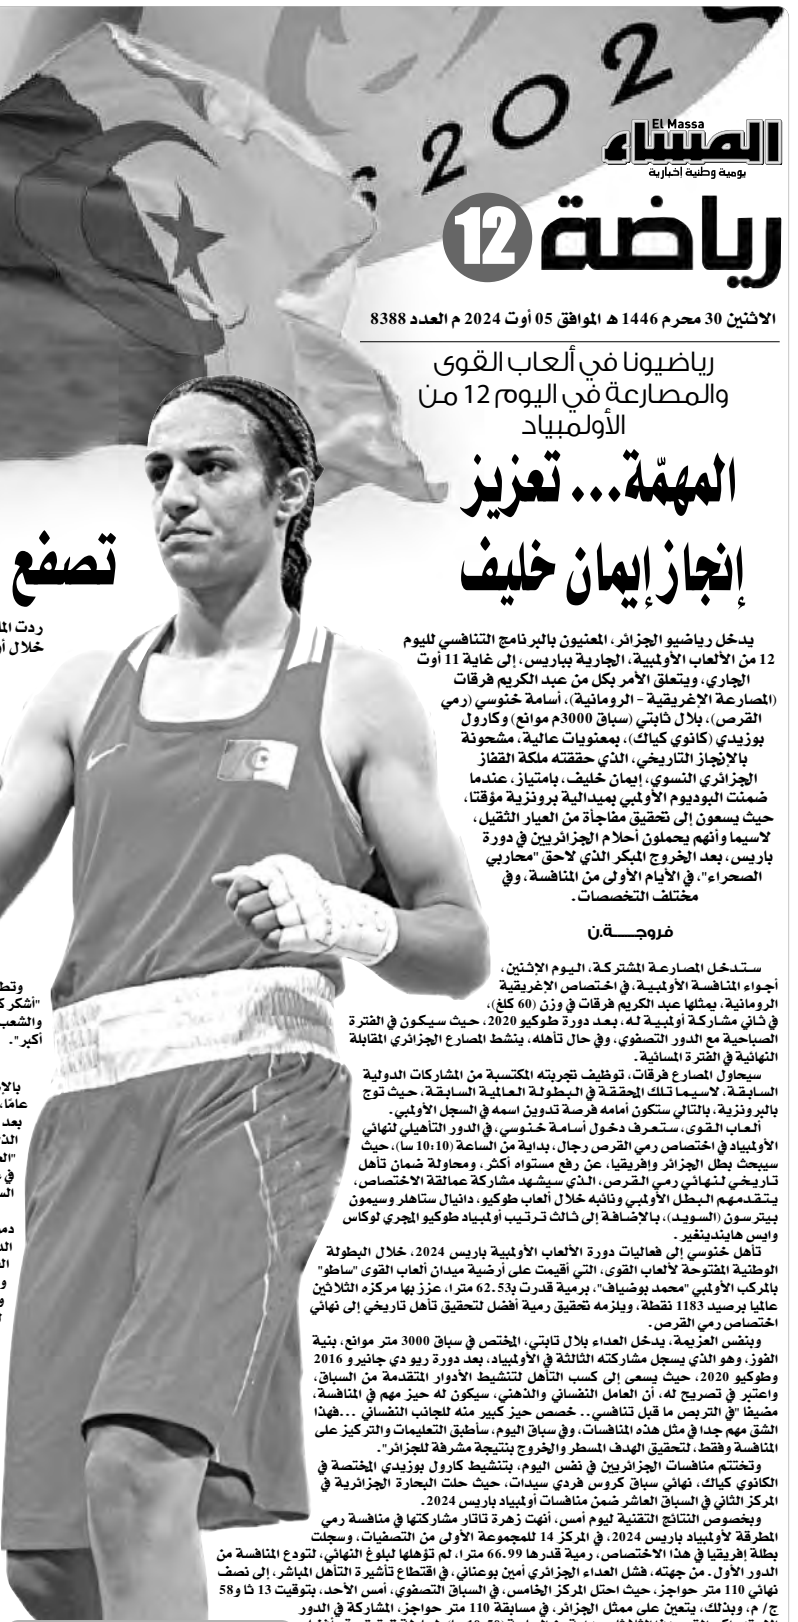 2024
El Massa
المساء
يومية وطنية إخبارية
رياضة
12
الاثنين 30 محرم 1446 هـ الموافق 05 أوت 2024 م العدد 8388
رياضيونا في ألعاب القوى
والمصارعة في اليوم 12 من
الأولمبياد
المهمّة... تعزيز
إنجاز إيمان خليف
يدخل رياضيو الجزائر، المعنيون بالبرنامج التنافسي لليوم
12 من الألعاب الأولمبية، الجارية بباريس، إلى غاية 11 أوت
الجاري، ويتعلق الأمر بكل من عبد الكريم فرقات
(المصارعة الإغريقية - الرومانية)، أسامة خنوسي (رمي
القرص)، بلال ثابتي (سباق 3000م موانع) وكارول
بوزيدي (كانوي كياك)، بمعنويات عالية، مشحونة
بالإنجاز التاريخي، الذي حققته ملكة القفاز
الجزائري النسوي، إيمان خليف، بامتياز، عندما
ضمنت البوديوم الأولمبي بميدالية برونزية مؤقتا،
حيث يسعون إلى تحقيق مفاجأة من العيار الثقيل،
لاسيما وأنهم يحملون أحلام الجزائريين في دورة
باريس، بعد الخروج المبكر الذي لاحق "محاربي
الصحراء"، في الأيام الأولى من المنافسة، وفي
مختلف التخصصات.
فروجـــــة.ن
ستدخل المصارعة المشتركة، اليوم الإثنين،
أجواء المنافسة الأولمبية، في اختصاص الإغريقية
الرومانية، يمثلها عبد الكريم فرقات في وزن (60 كلغ)،
في ثاني مشاركة أولمبية له، بعد دورة طوكيو 2020، حيث سيكون في الفترة
الصباحية مع الدور التصفوي، وفي حال تأهله، ينشط المصارع الجزائري المقابلة
النهائية في الفترة المسائية.
سيحاول المصارع فرقات، توظيف تجربته المكتسبة من المشاركات الدولية
السابقة، لاسيما تلك المحققة في البطولة العالمية السابقة، حيث توج
بالبرونزية، بالتالي ستكون أمامه فرصة تدوين اسمه في السجل الأولمبي.
ألعاب القوى، ستعرف دخول أسامة خنوسي، في الدور التأهيلي لنهائي
الأولمبياد في اختصاص رمي القرص رجال، بداية من الساعة (10:10 سا)، حيث
سيبحث بطل الجزائر وإفريقيا، عن رفع مستواه أكثر، ومحاولة ضمان تأهل
تاريخي لنهائي رمي القرص، الذي سيشهد مشاركة عمالقة الاختصاص،
يتقدمهم البطل الأولمبي ونائبه خلال ألعاب طوكيو، دانيال ستاهلر وسيمون
بيترسون (السويد)، بالإضافة إلى ثالث ترتيب أولمبياد طوكيو المجري لوكاس
وايس هايندينغير.
تأهل خنوسي إلى فعاليات دورة الألعاب الأولمبية باريس 2024، خلال البطولة
الوطنية المفتوحة لألعاب القوى، التي أقيمت على أرضية ميدان ألعاب القوى "ساطو"
بالمركب الأولمبي "محمد بوضياف"، برمية قدرت بـ62.53 مترا، عزز بها مركزه الثلاثين
عالميا برصيد 1183 نقطة، ويلزمه تحقيق رمية أفضل لتحقيق تأهل تاريخي إلى نهائي
اختصاص رمي القرص.
وبنفس العزيمة، يدخل العداء بلال ثابتي، المختص في سباق 3000 متر موانع، بنية
الفوز، وهو الذي يسجل مشاركته الثالثة في الأولمبياد، بعد دورة ريو دي جانيرو 2016
وطوكيو 2020، حيث يسعى إلى كسب التأهل لتنشيط الأدوار المتقدمة من السباق،
واعتبر في تصريح له، أن العامل النفساني والذهني، سيكون له حيز مهم في المنافسة،
مضيفا "في التربص ما قبل تنافسي.. خصص حيز كبير منه للجانب النفساني ...فهذا
الشق مهم جدا في مثل هذه المنافسات، وفي سباق اليوم، سأطبق التعليمات والتركيز على
المنافسة وفقط، لتحقيق الهدف المسطر والخروج بنتيجة مشرفة للجزائر".
وتختتم منافسات الجزائريين في نفس اليوم، بتنشيط كارول بوزيدي المختصة في
الكانوي كياك، نهائي سباق كروس فردي سيدات، حيث حلت البحارة الجزائرية في
المركز الثاني في السباق العاشر ضمن منافسات أولمبياد باريس 2024.
وبخصوص النتائج التقنية ليوم أمس، أنهت زهرة تاتار مشاركتها في منافسة رمي
المطرقة لأولمبياد باريس 2024، في المركز 14 للمجموعة الأولى من التصفيات، وسجلت
بطلة إفريقيا في هذا الاختصاص، رمية قدرها 66.99 مترا، لم تؤهلها لبلوغ النهائي، لتودع المنافسة من
الدور الأول. من جهته، فشل العداء الجزائري أمين بوعناني، في اقتطاع تأشيرة التأهل المباشر، إلى نصف
نهائي 110 متر حواجز، حيث احتل المركز الخامس، في السباق التصفوي، أمس الأحد، بتوقيت 13 ثا و58
ج/ م، وبذلك، يتعين على ممثل الجزائر، في مسابقة 110 متر حواجز، المشاركة في الدور
تصفع
ردت الملا
خلال أو
وتط
"أشكر ك
والشعب
أكبر".
بالإ
عامًا،
بعد